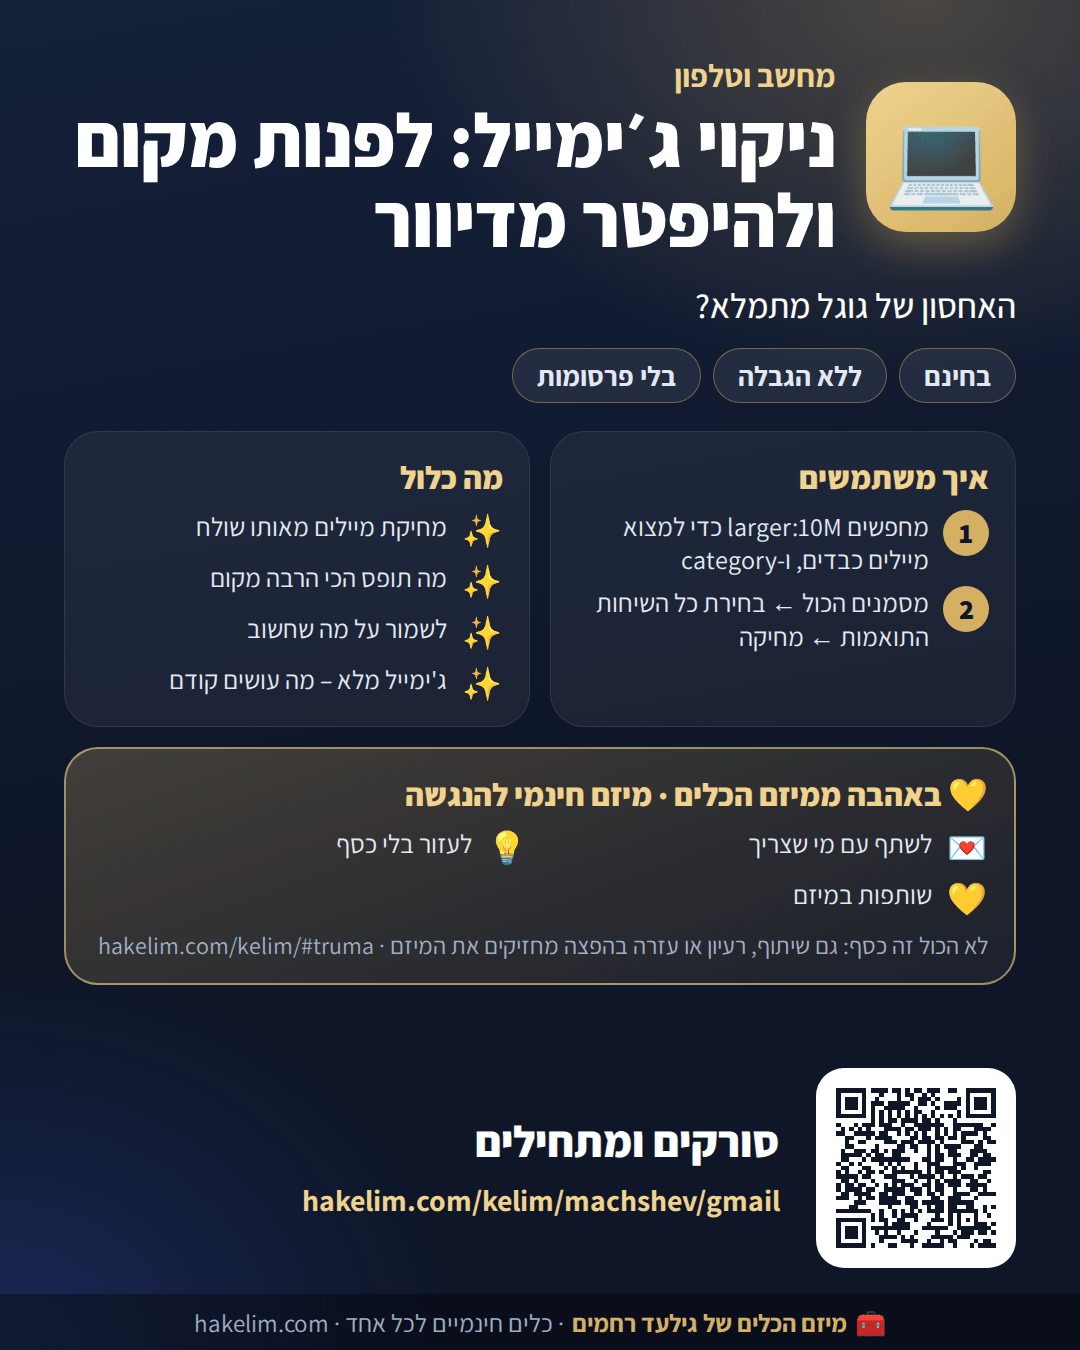 מחשב וטלפון
ניקוי ג׳ימייל: לפנות מקום
ולהיפטר מדיוור
האחסון של גוגל מתמלא?
בחינם
ללא הגבלה
בלי פרסומות
איך משתמשים
1
מחפשים larger:10M כדי למצוא
מיילים כבדים, ו-category
2
מסמנים הכול ← בחירת כל השיחות
התואמות ← מחיקה
מה כלול
מחיקת מיילים מאותו שולח
מה תופס הכי הרבה מקום
לשמור על מה שחשוב
ג'ימייל מלא – מה עושים קודם
באהבה ממיזם הכלים · מיזם חינמי להנגשה
לשתף עם מי שצריך
לעזור בלי כסף
שותפות במיזם
לא הכול זה כסף: גם שיתוף, רעיון או עזרה בהפצה מחזיקים את המיזם · hakelim.com/kelim/#truma
סורקים ומתחילים
hakelim.com/kelim/machshev/gmail
מיזם הכלים של גילעד רחמים · כלים חינמיים לכל אחד · hakelim.com